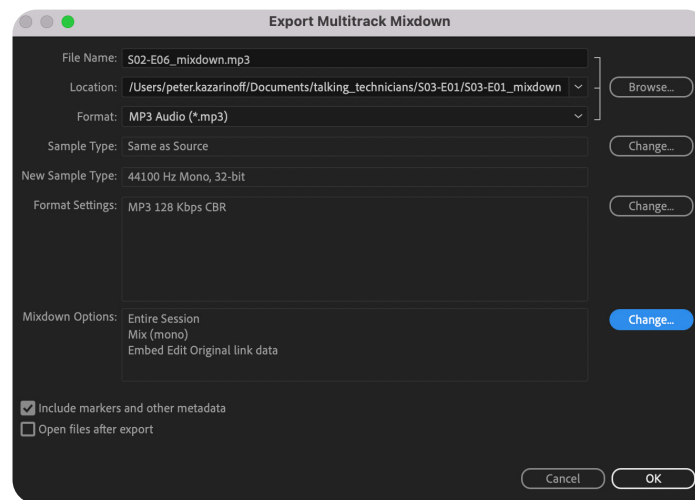 Export Multitrack Mixdown
File Name: S02-E06_mixdown.mp3
Location: /Users/peter.kazarinoff/Documents/talking_technicians/S03-E01/S03-E01_mixdown Browse...
Format: MP3 Audio (*.mp3)
Sample Type: Same as Source Change...
New Sample Type: 44100 Hz Mono, 32-bit
Format Settings: MP3 128 Kbps CBR Change...
Mixdown Options: Entire Session Change...
Mix (mono)
Embed Edit Original link data
Include markers and other metadata
Open files after export
Cancel OK